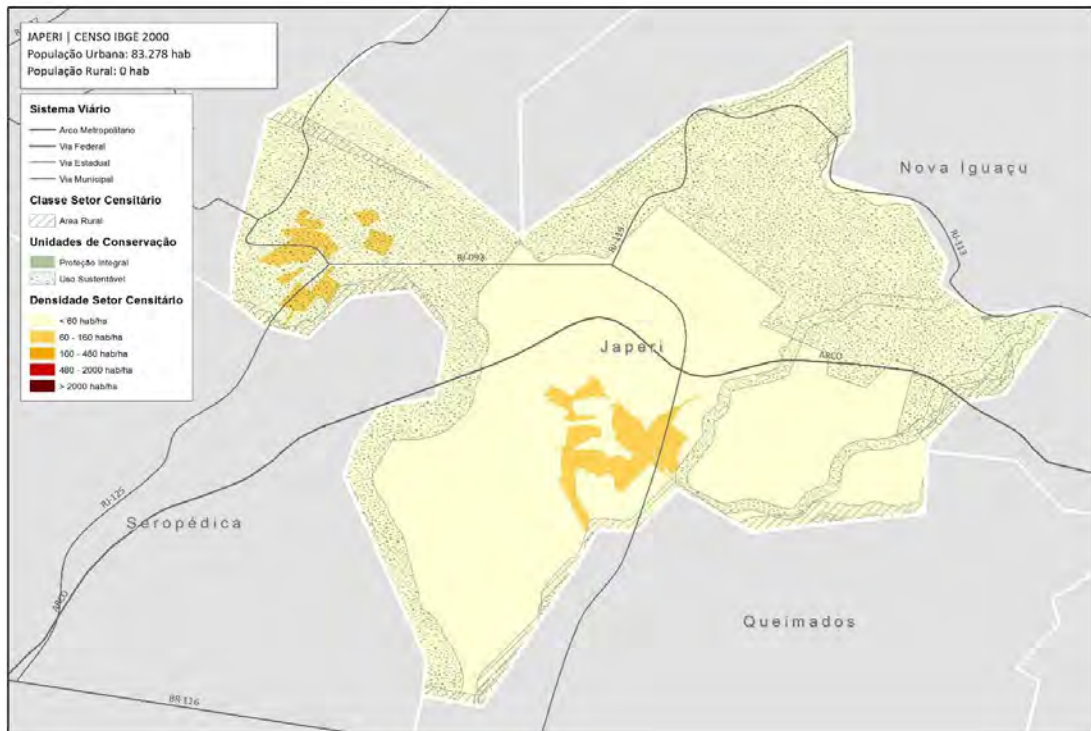 JAPERI | CENSO IBGE 2000
População Urbana: 83.278 hab
População Rural: 0 hab
Sistema Viário
Arco Metropolitano
Via Federal
Via Estadual
Via Municipal
Classe Setor Censitário
Área Rural
Unidades de Conservação
Proteção Integral
Uso Sustentável
Densidade Setor Censitário
< 60 hab/ha
60 - 160 hab/ha
160 - 480 hab/ha
480 - 2000 hab/ha
> 2000 hab/ha
Nova Iguaçu
RJ-119
RJ-113
RJ-093
Japeri
ARCO
RJ-125
Seropédica
ARCO
Queimados
BR-116